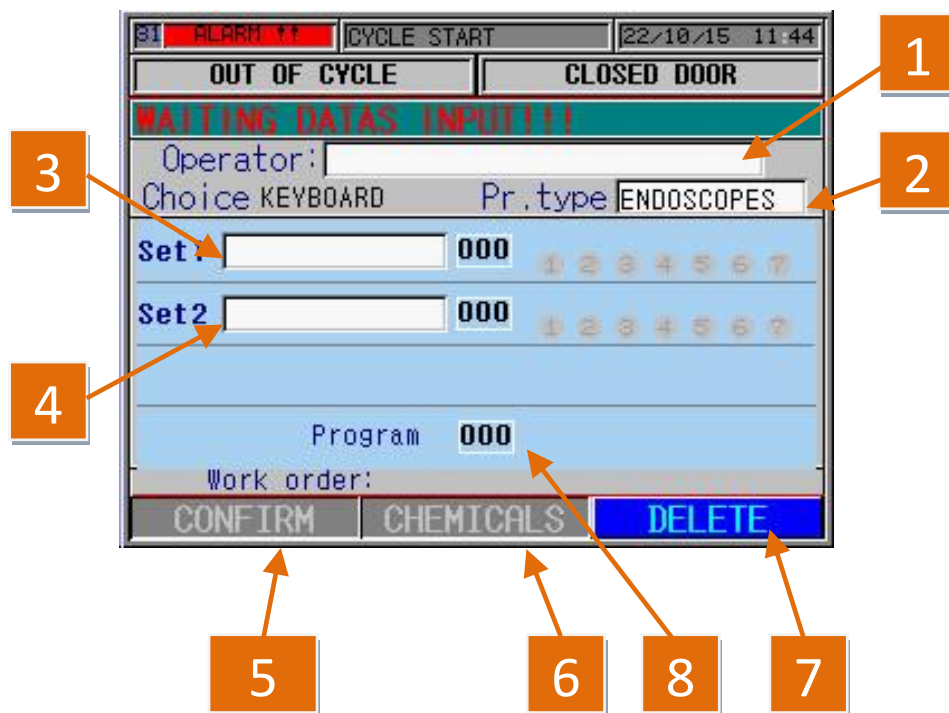 91 ALARM !! CYCLE START 22/10/15 11:44
OUT OF CYCLE CLOSED DOOR
1
WAITING DATAS INPUT!!!
Operator:
3
Choice KEYBOARD Pr.type ENDOSCOPES
2
Set1 000 1 2 3 4 5 6 7
Set2 000 1 2 3 4 5 6 7
4
Program 000
Work order:
CONFIRM CHEMICALS DELETE
5 6 8 7